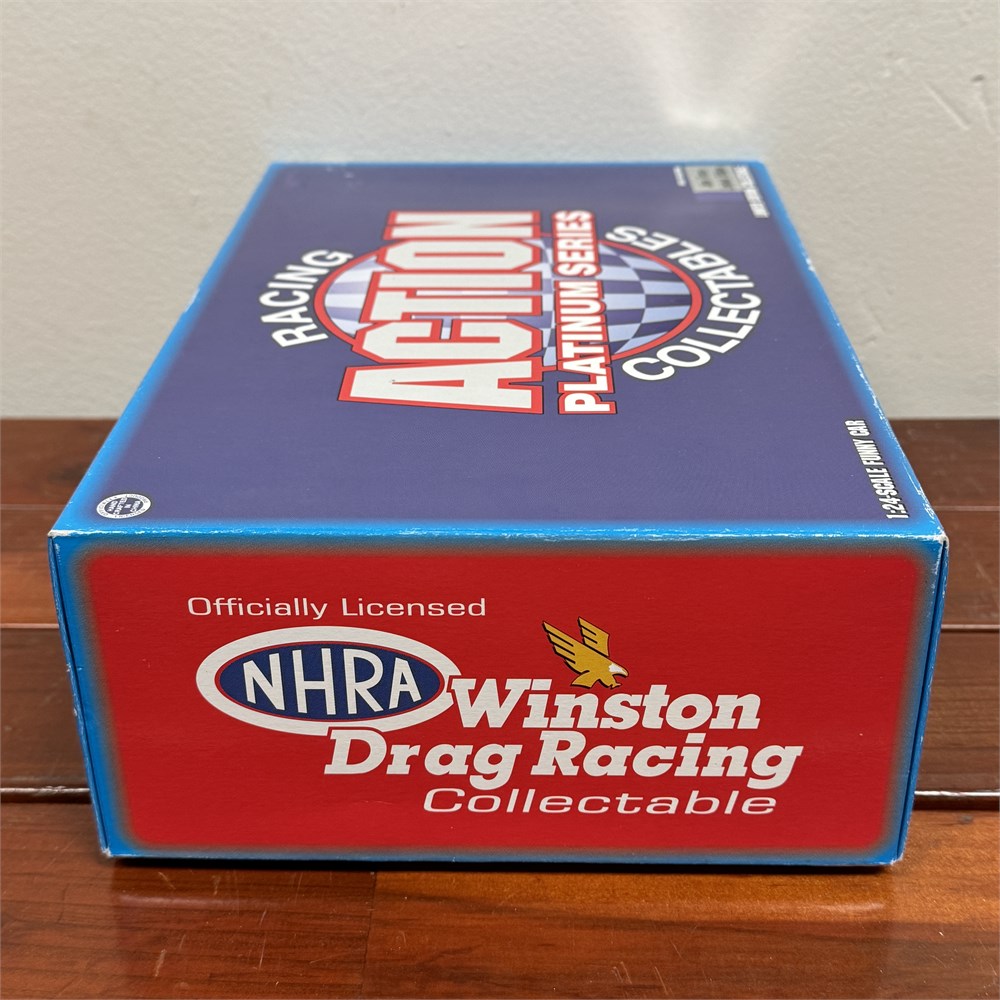 RACING
ACTION
PLATINUM SERIES
COLLECTABLES
1:24-SCALE FUNNY CAR
Officially Licensed
NHRA
Winston
Drag Racing
Collectable